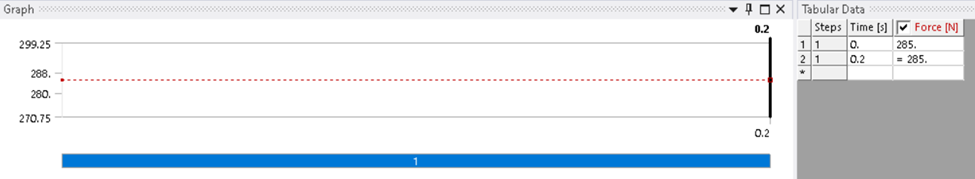 Graph
0.2
299.25
288.
280.
270.75
0.2
1
Tabular Data
Steps Time [s] Force [N]
1 1 0. 285.
2 1 0.2 = 285.
*